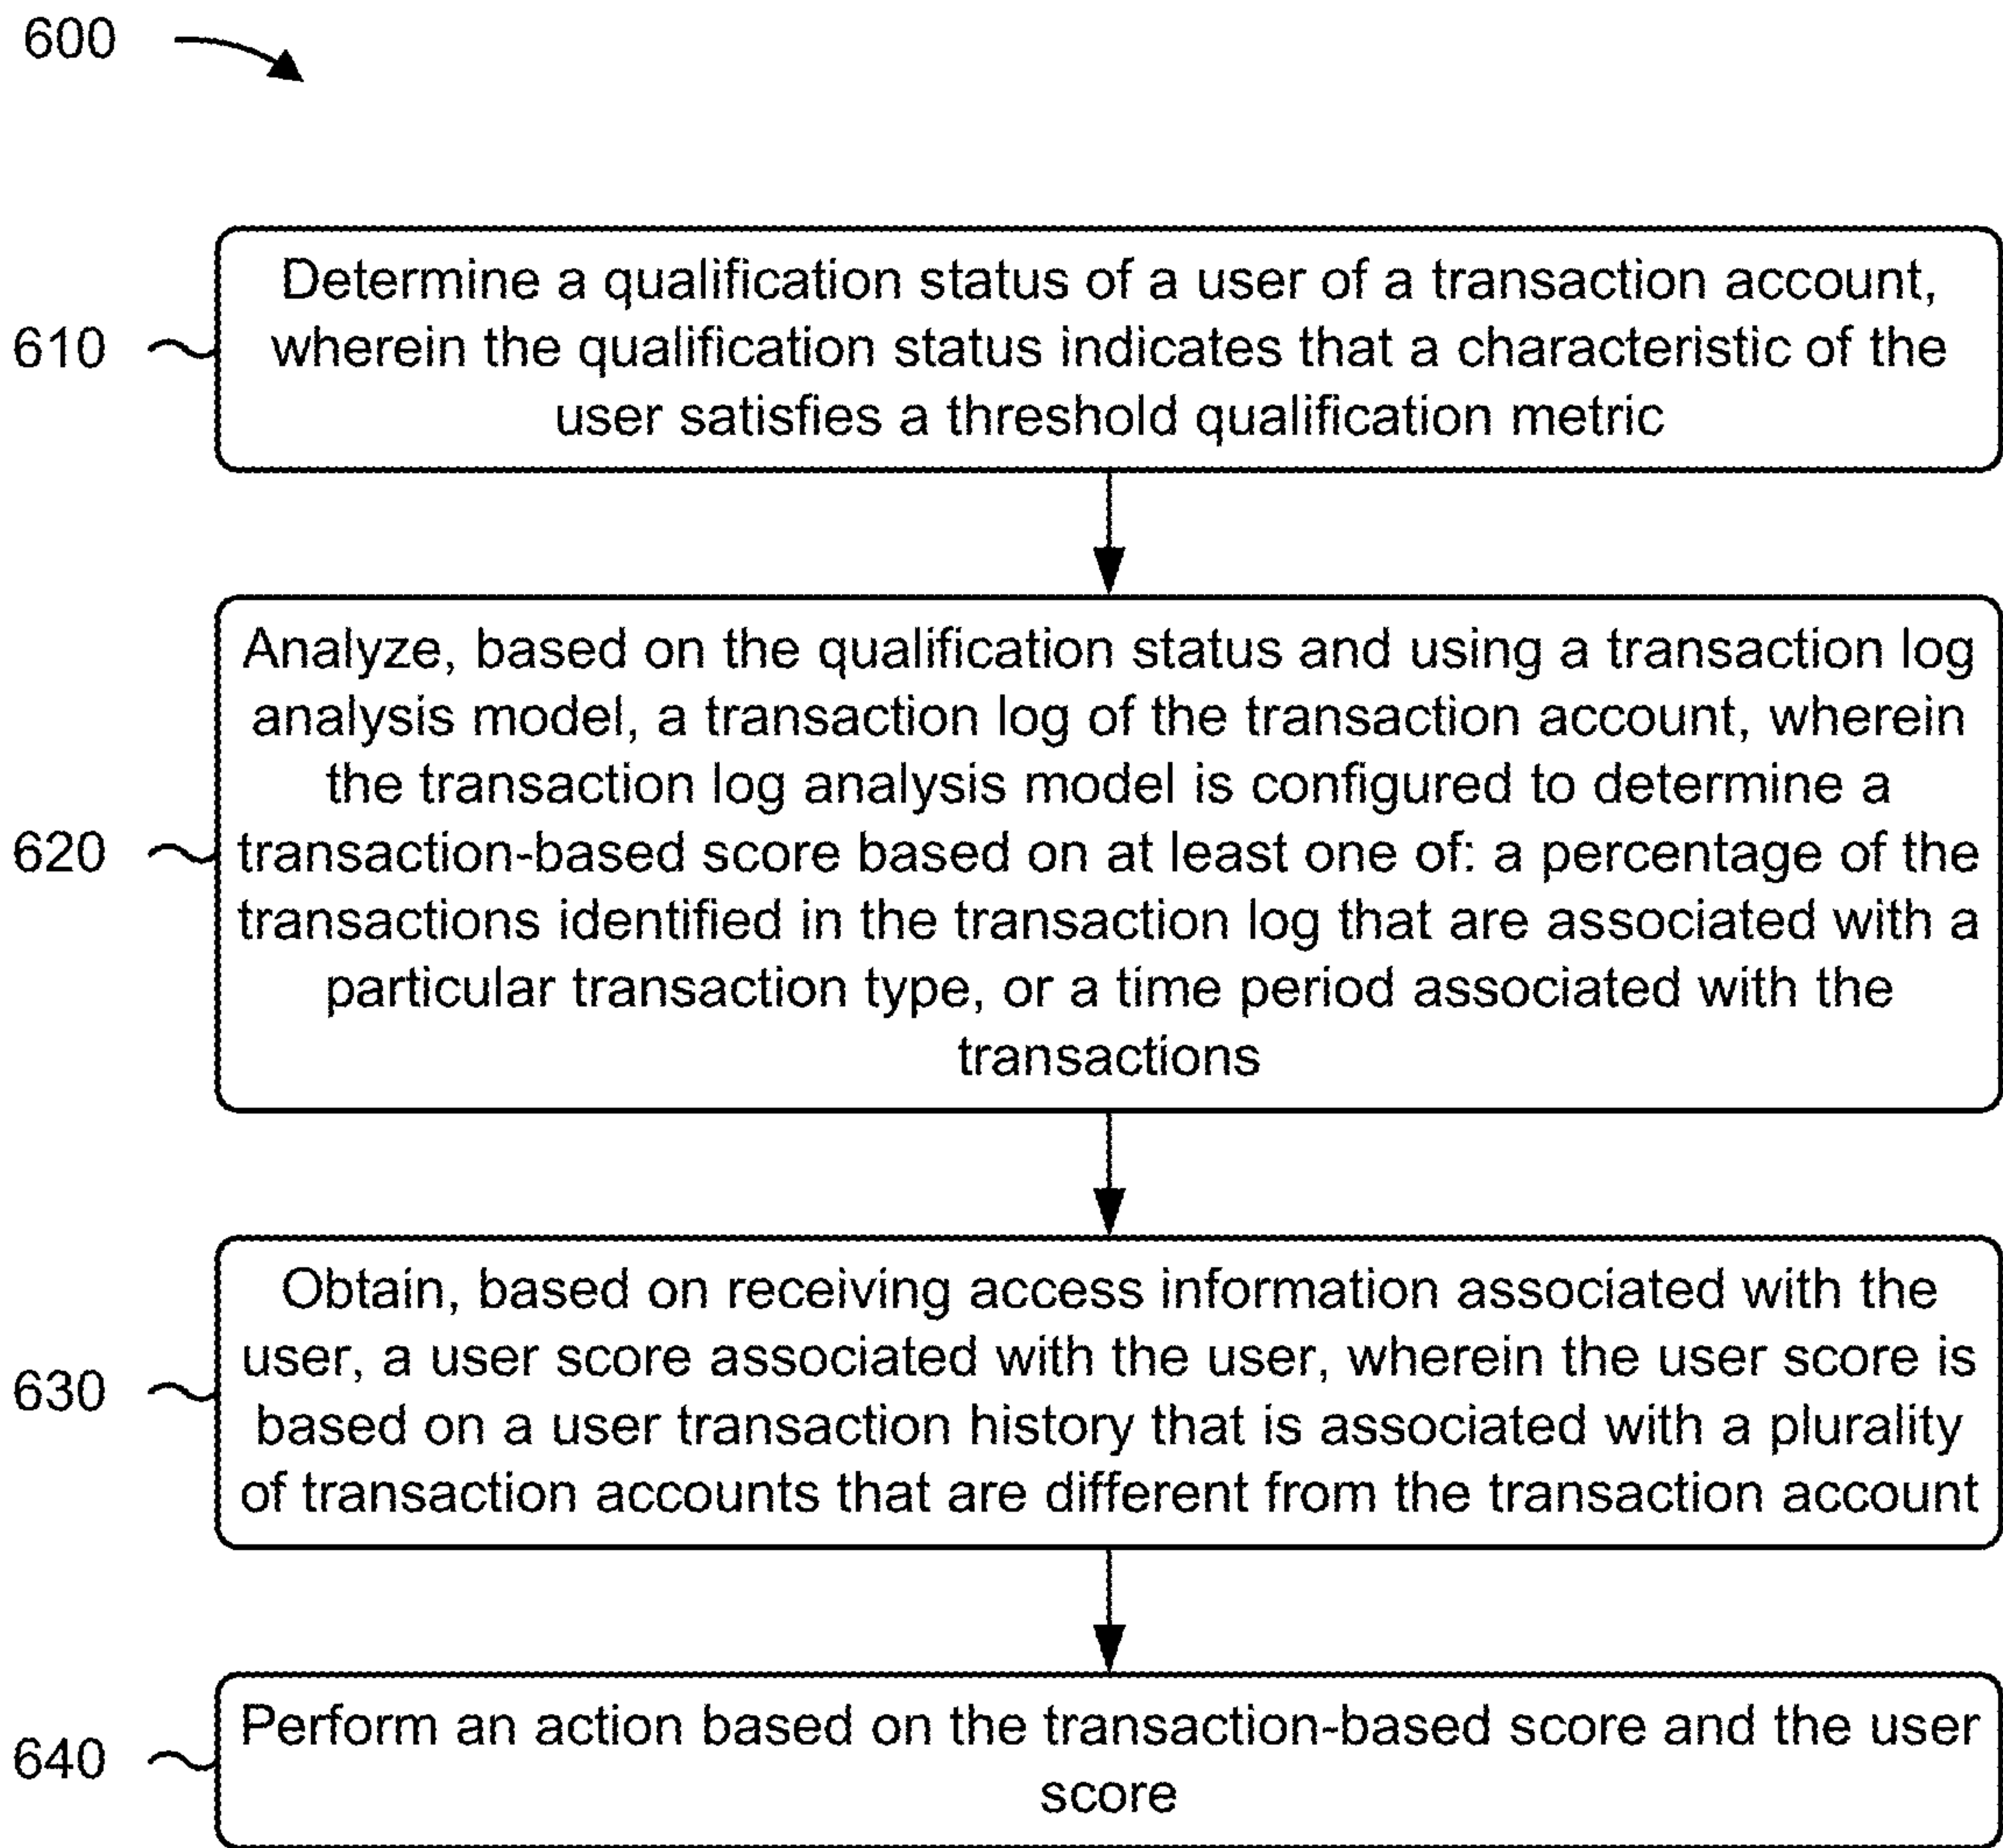 600
Determine a qualification status of a user of a transaction account,
wherein the qualification status indicates that a characteristic of the
user satisfies a threshold qualification metric
610
Analyze, based on the qualification status and using a transaction log
analysis model, a transaction log of the transaction account, wherein
the transaction log analysis model is configured to determine a
transaction-based score based on at least one of: a percentage of the
transactions identified in the transaction log that are associated with a
particular transaction type, or a time period associated with the
transactions
620
Obtain, based on receiving access information associated with the
user, a user score associated with the user, wherein the user score is
based on a user transaction history that is associated with a plurality
of transaction accounts that are different from the transaction account
630
Perform an action based on the transaction-based score and the user
score
640